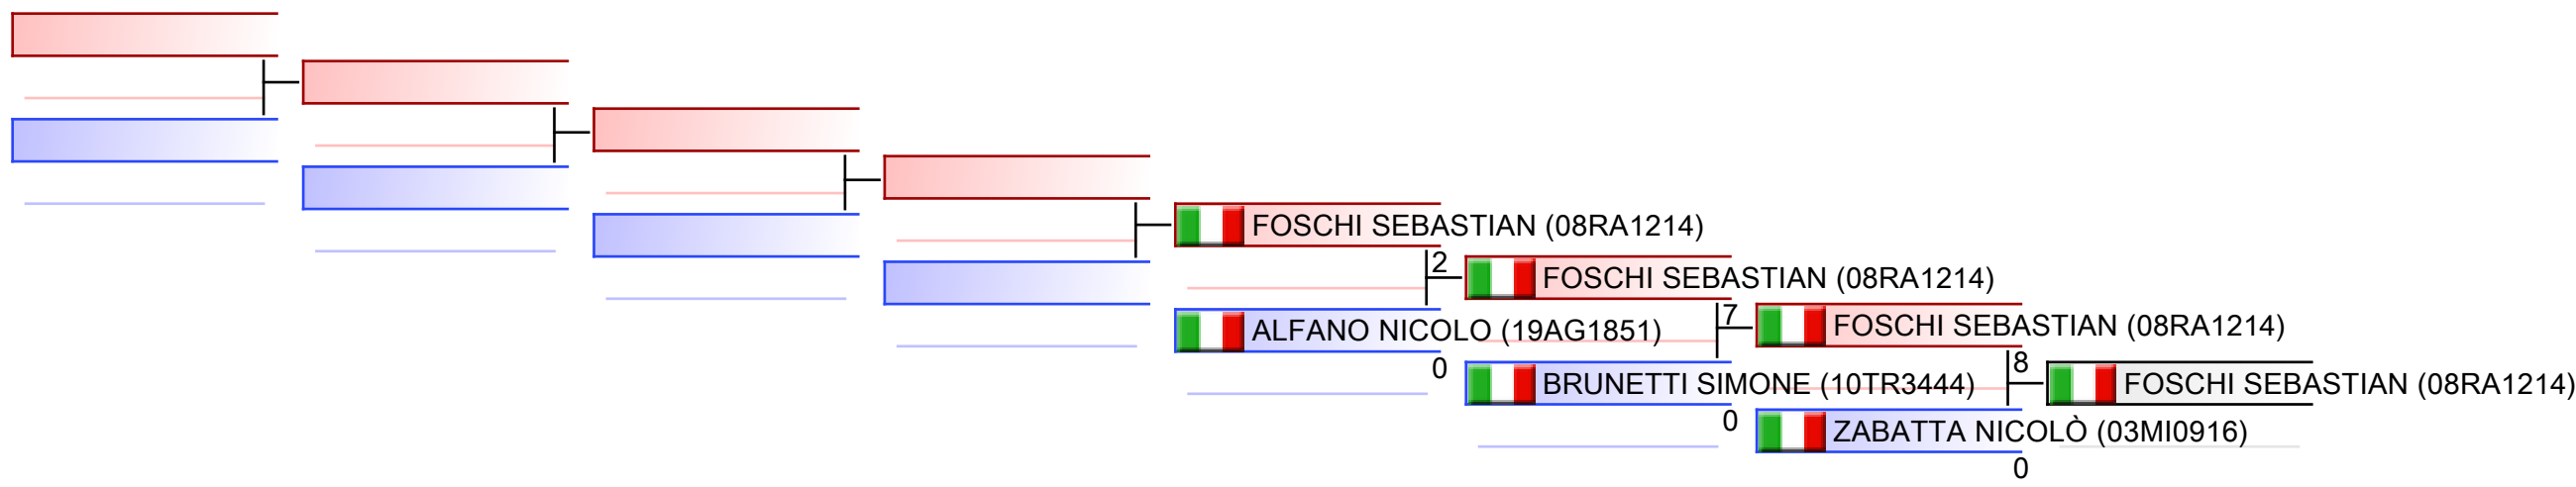 FOSCHI SEBASTIAN (08RA1214)
2
FOSCHI SEBASTIAN (08RA1214)
ALFANO NICOLO (19AG1851)
0
7
FOSCHI SEBASTIAN (08RA1214)
BRUNETTI SIMONE (10TR3444)
0
8
FOSCHI SEBASTIAN (08RA1214)
ZABATTA NICOLÒ (03MI0916)
0